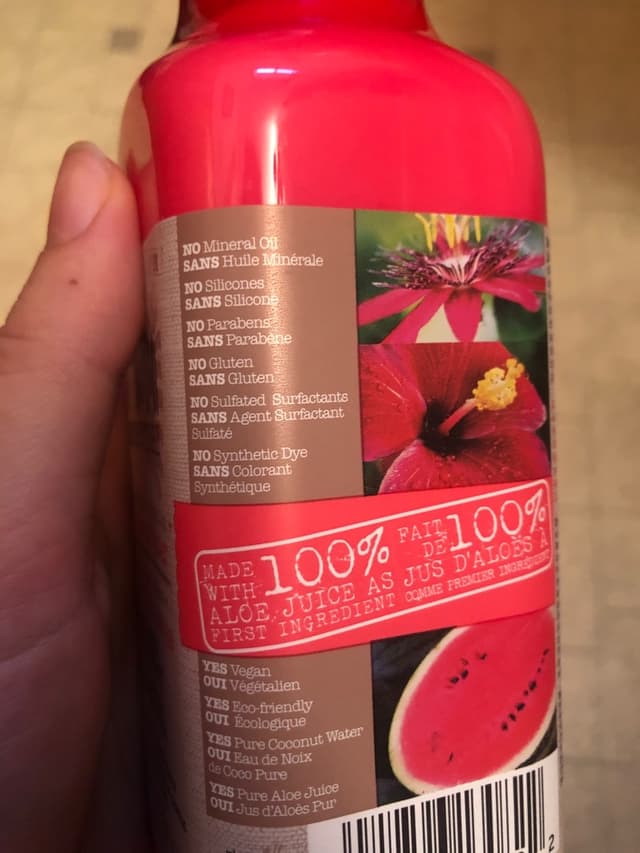 NO Mineral Oil
SANS Huile Minérale
NO Silicones
SANS Silicone
NO Parabens
SANS Parabène
NO Gluten
SANS Gluten
NO Sulfated Surfactants
SANS Agent Surfactant
Sulfaté
NO Synthetic Dye
SANS Colorant
Synthétique
MADE
WITH 100%
ALOE JUICE AS
FIRST INGREDIENT
FAIT
DE 100%
JUS D'ALOÈS À
COMME PREMIER INGRÉDIENT
YES Vegan
OUI Végétalien
YES Eco-friendly
OUI Écologique
YES Pure Coconut Water
OUI Eau de Noix
de Coco Pure
YES Pure Aloe Juice
OUI Jus d'Aloès Pur
2